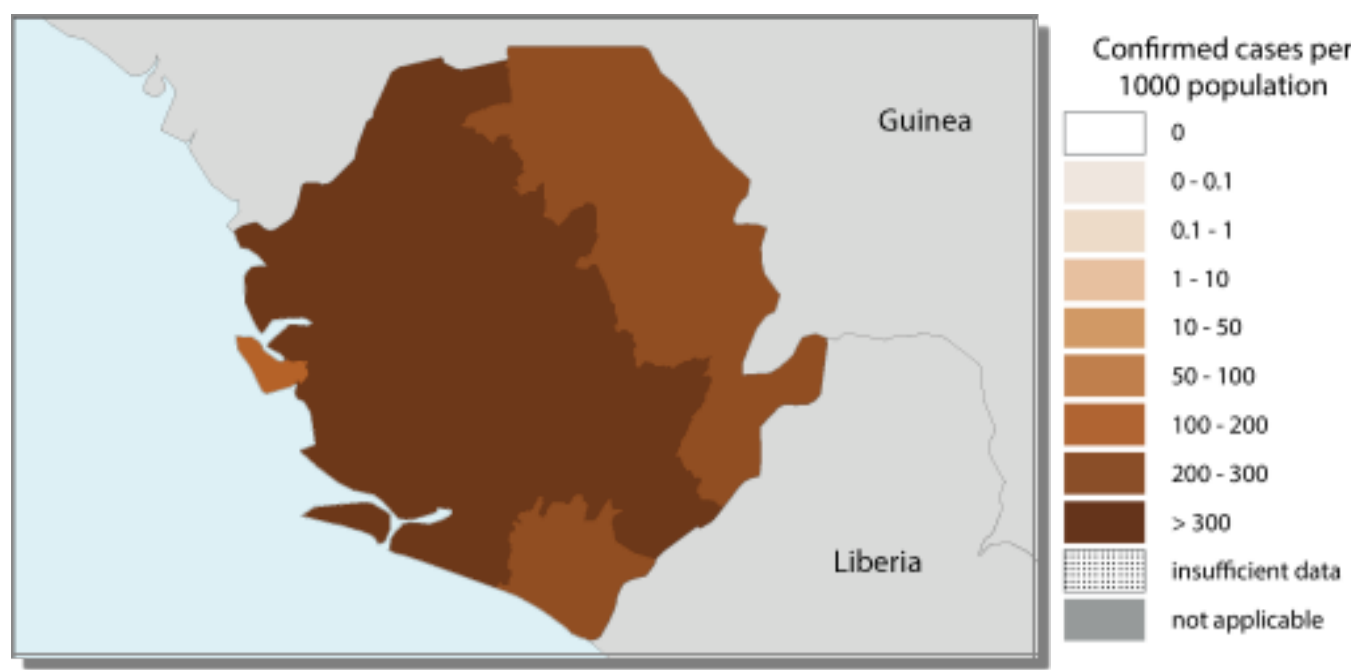 Guinea
Liberia
Confirmed cases per
1000 population
0
0 - 0.1
0.1 - 1
1 - 10
10 - 50
50 - 100
100 - 200
200 - 300
> 300
insufficient data
not applicable